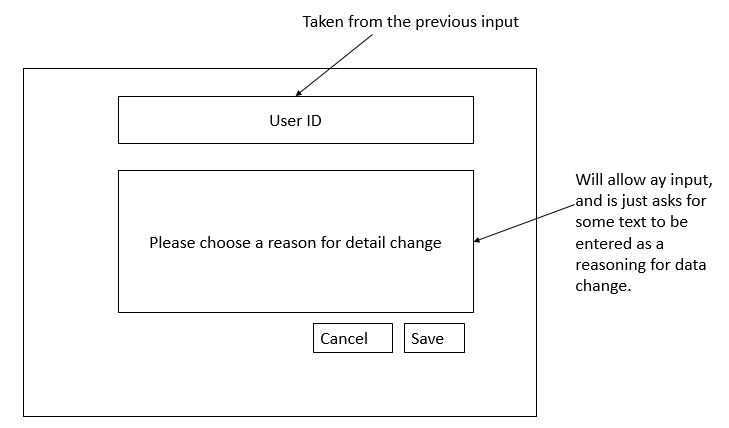 Taken from the previous input
User ID
Please choose a reason for detail change
Will allow ay input,
and is just asks for
some text to be
entered as a
reasoning for data
change.
Cancel
Save